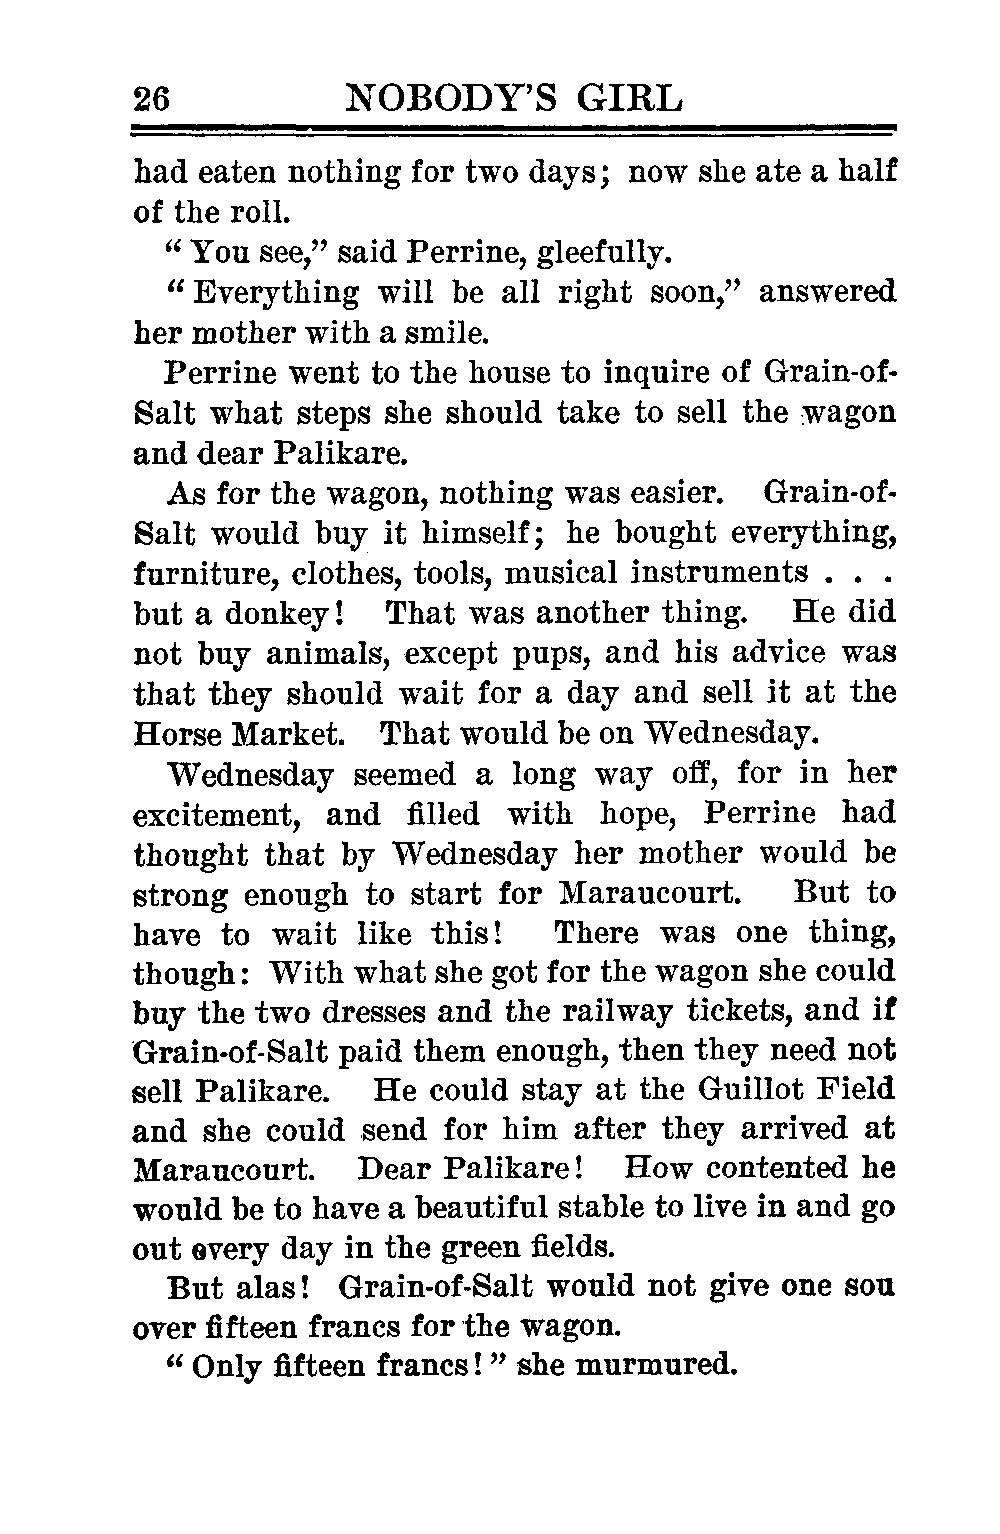 26 NOBODY'S GIRL
had eaten nothing for two days; now she ate a half
of the roll.
“ You see,” said Perrine, gleefully.
“ Everything will be all right soon,” answered
her mother with a smile.
Perrine went to the house to inquire of Grain-of-
Salt what steps she should take to sell the wagon
and dear Palikare.
As for the wagon, nothing was easier. Grain-of-
Salt would buy it himself; he bought everything,
furniture, clothes, tools, musical instruments . . .
but a donkey! That was another thing. He did
not buy animals, except pups, and his advice was
that they should wait for a day and sell it at the
Horse Market. That would be on Wednesday.
Wednesday seemed a long way off, for in her
excitement, and filled with hope, Perrine had
thought that by Wednesday her mother would be
strong enough to start for Maraucourt. But to
have to wait like this! There was one thing,
though: With what she got for the wagon she could
buy the two dresses and the railway tickets, and if
Grain-of-Salt paid them enough, then they need not
sell Palikare. He could stay at the Guillot Field
and she could send for him after they arrived at
Maraucourt. Dear Palikare! How contented he
would be to have a beautiful stable to live in and go
out every day in the green fields.
But alas! Grain-of-Salt would not give one sou
over fifteen francs for the wagon.
“ Only fifteen francs! ” she murmured.